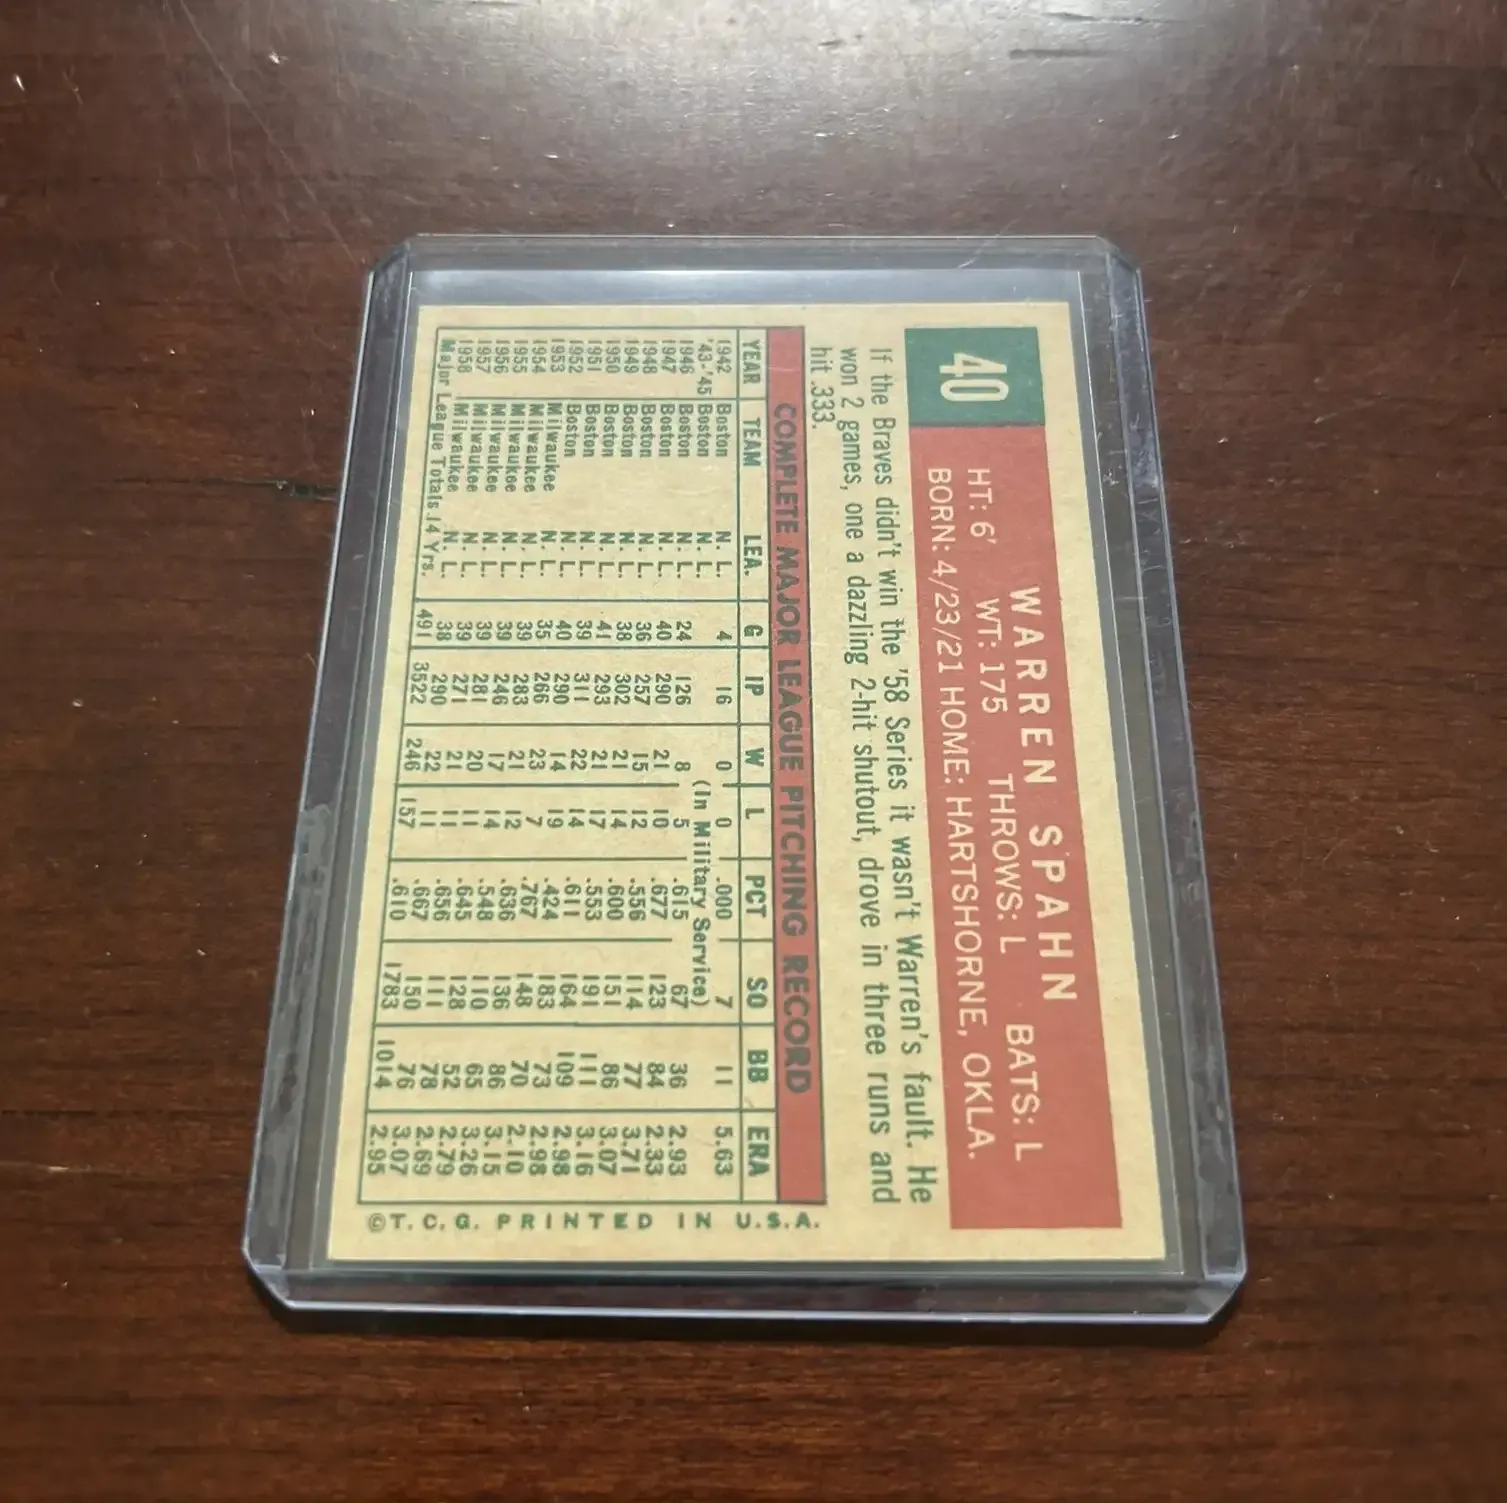 40
WARREN SPAHN
HT: 6' WT: 175 THROWS: L BATS: L
BORN: 4/23/21 HOME: HARTSHORNE, OKLA.
If the Braves didn't win the '58 Series it wasn't Warren's fault. He
won 2 games, one a dazzling 2-hit shutout, drove in three runs and
hit .333.
COMPLETE MAJOR LEAGUE PITCHING RECORD
YEAR TEAM LEA. G IP W L PCT SO BB ERA
1942 Boston N. L. 4 16 0 0 .000 7 11 5.63
'43-'45 Boston N. L. (In Military Service)
1946 Boston N. L. 24 126 8 5 .615 67 36 2.93
1947 Boston N. L. 40 290 21 10 .677 123 84 2.33
1948 Boston N. L. 36 257 15 12 .556 114 77 3.71
1949 Boston N. L. 38 302 21 14 .600 151 86 3.07
1950 Boston N. L. 41 293 21 17 .553 191 111 3.16
1951 Boston N. L. 39 311 22 14 .611 164 109 2.98
1952 Boston N. L. 40 290 14 19 .424 183 73 2.98
1953 Milwaukee N. L. 35 266 23 7 .767 148 70 2.10
1954 Milwaukee N. L. 39 283 21 12 .636 136 86 3.15
1955 Milwaukee N. L. 39 246 17 14 .548 110 65 3.26
1956 Milwaukee N. L. 39 281 20 11 .645 128 52 2.79
1957 Milwaukee N. L. 39 271 21 11 .656 111 78 2.69
1958 Milwaukee N. L. 38 290 22 11 .667 150 76 3.07
Major League Totals 14 Yrs. 491 3522 246 157 .610 1783 1014 2.95
©T.C.G. PRINTED IN U.S.A.